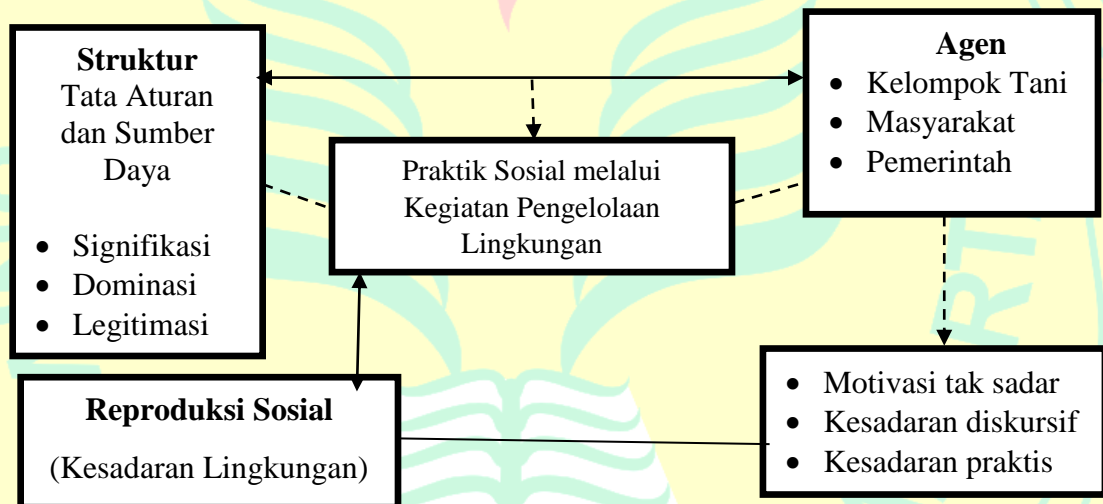 Struktur
Tata Aturan
dan Sumber
Daya
• Signifikasi
• Dominasi
• Legitimasi
Agen
• Kelompok Tani
• Masyarakat
• Pemerintah
Praktik Sosial melalui
Kegiatan Pengelolaan
Lingkungan
Reproduksi Sosial
(Kesadaran Lingkungan)
• Motivasi tak sadar
• Kesadaran diskursif
• Kesadaran praktis